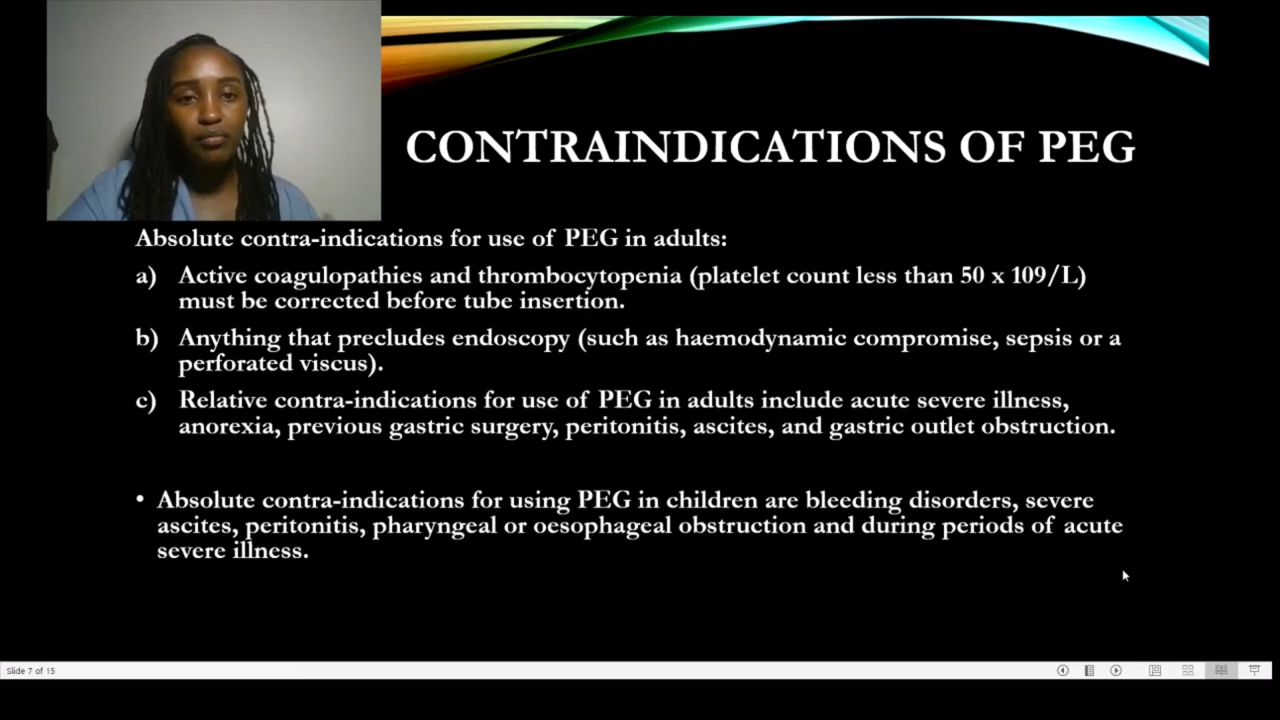 CONTRAINDICATIONS OF PEG
Absolute contra-indications for use of PEG in adults:
a) Active coagulopathies and thrombocytopenia (platelet count less than 50 x 109/L)
must be corrected before tube insertion.
b) Anything that precludes endoscopy (such as haemodynamic compromise, sepsis or a
perforated viscus).
c) Relative contra-indications for use of PEG in adults include acute severe illness,
anorexia, previous gastric surgery, peritonitis, ascites, and gastric outlet obstruction.
• Absolute contra-indications for using PEG in children are bleeding disorders, severe
ascites, peritonitis, pharyngeal or oesophageal obstruction and during periods of acute
severe illness.
Slide 7 of 15